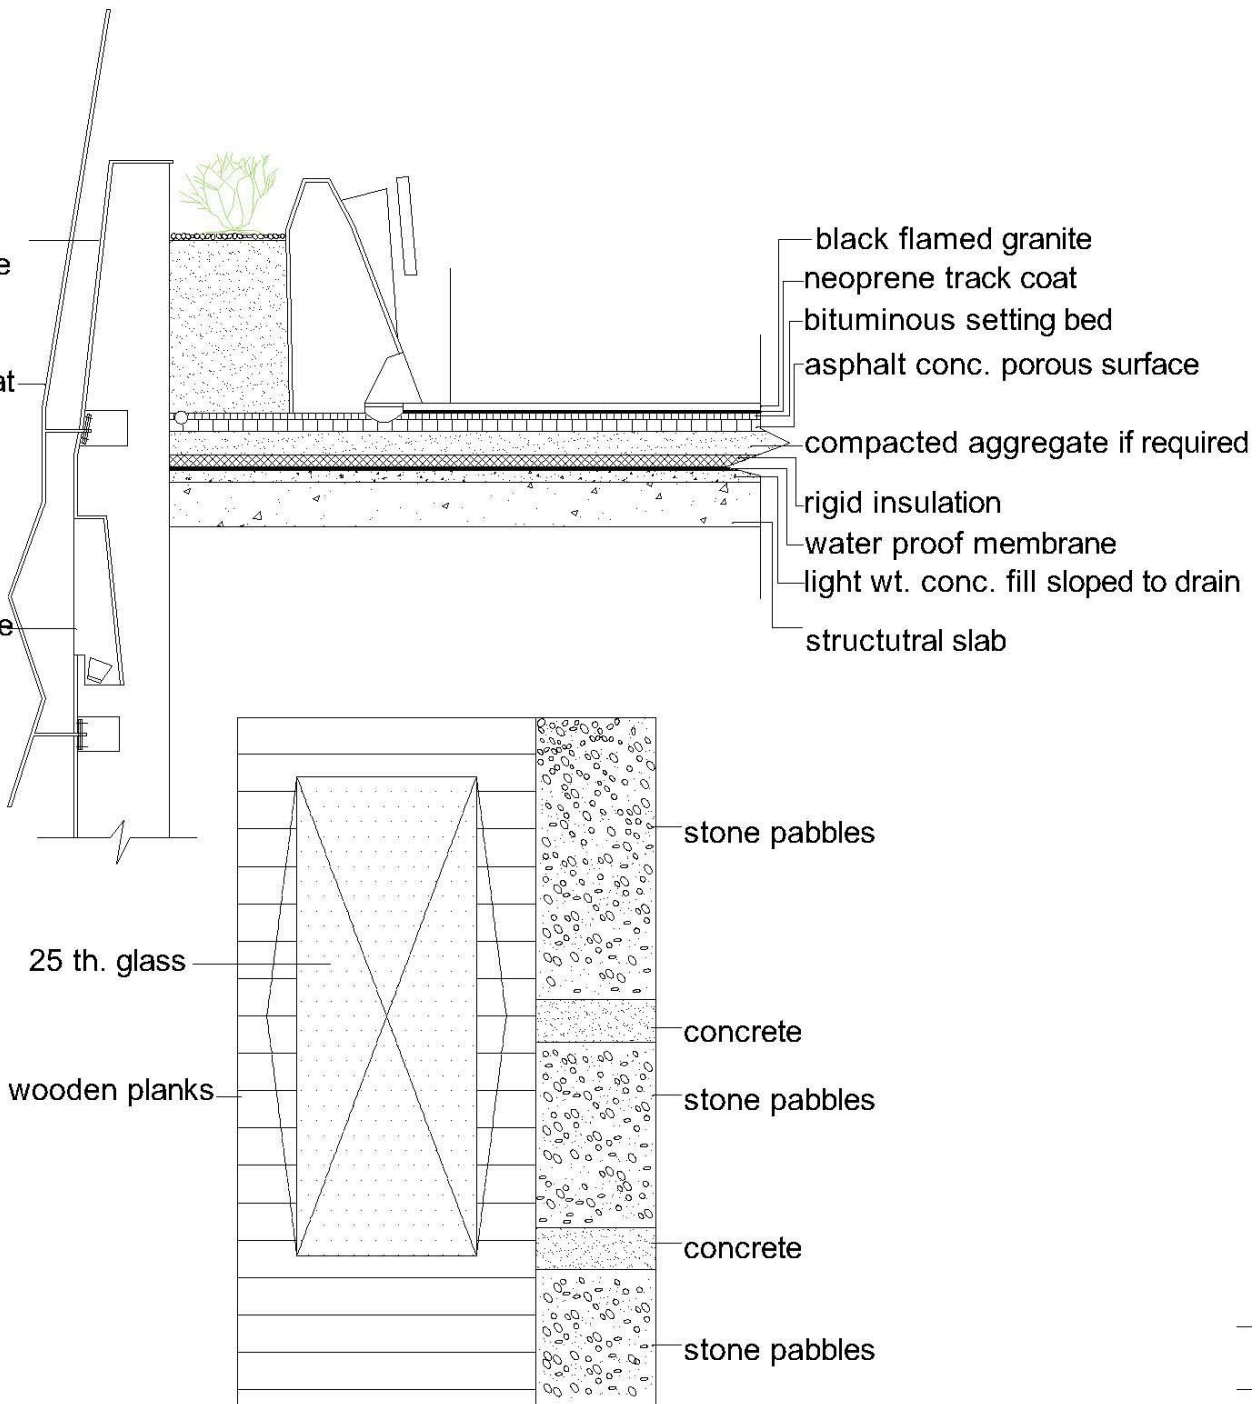 black flamed granite
neoprene track coat
bituminous setting bed
asphalt conc. porous surface
compacted aggregate if required
rigid insulation
water proof membrane
light wt. conc. fill sloped to drain
structutral slab
stone pabbles
25 th. glass
concrete
wooden planks
stone pabbles
concrete
stone pabbles